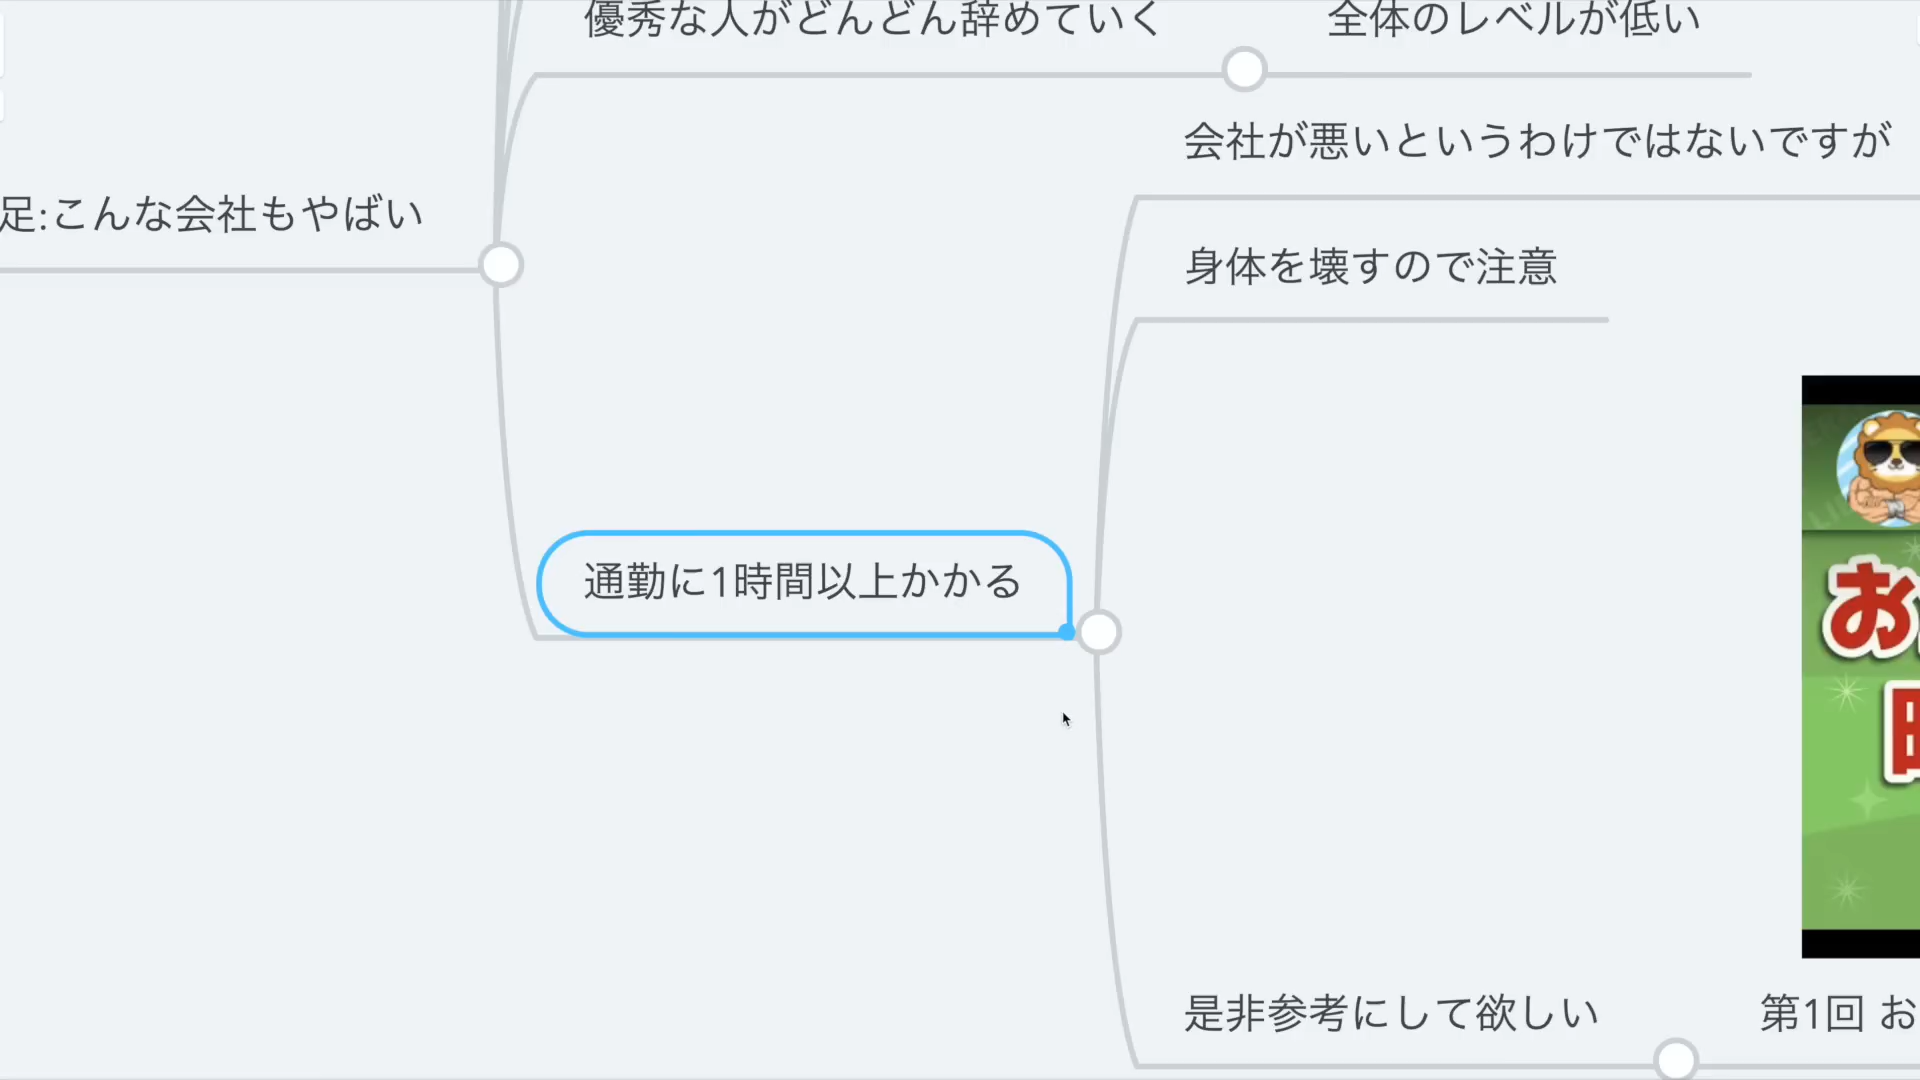 優秀な人がどんどん辞めていく
全体のレベルが低い
会社が悪いというわけではないですが
足:こんな会社もやばい
身体を壊すので注意
通勤に1時間以上かかる
お
時
是非参考にして欲しい
第1回 お